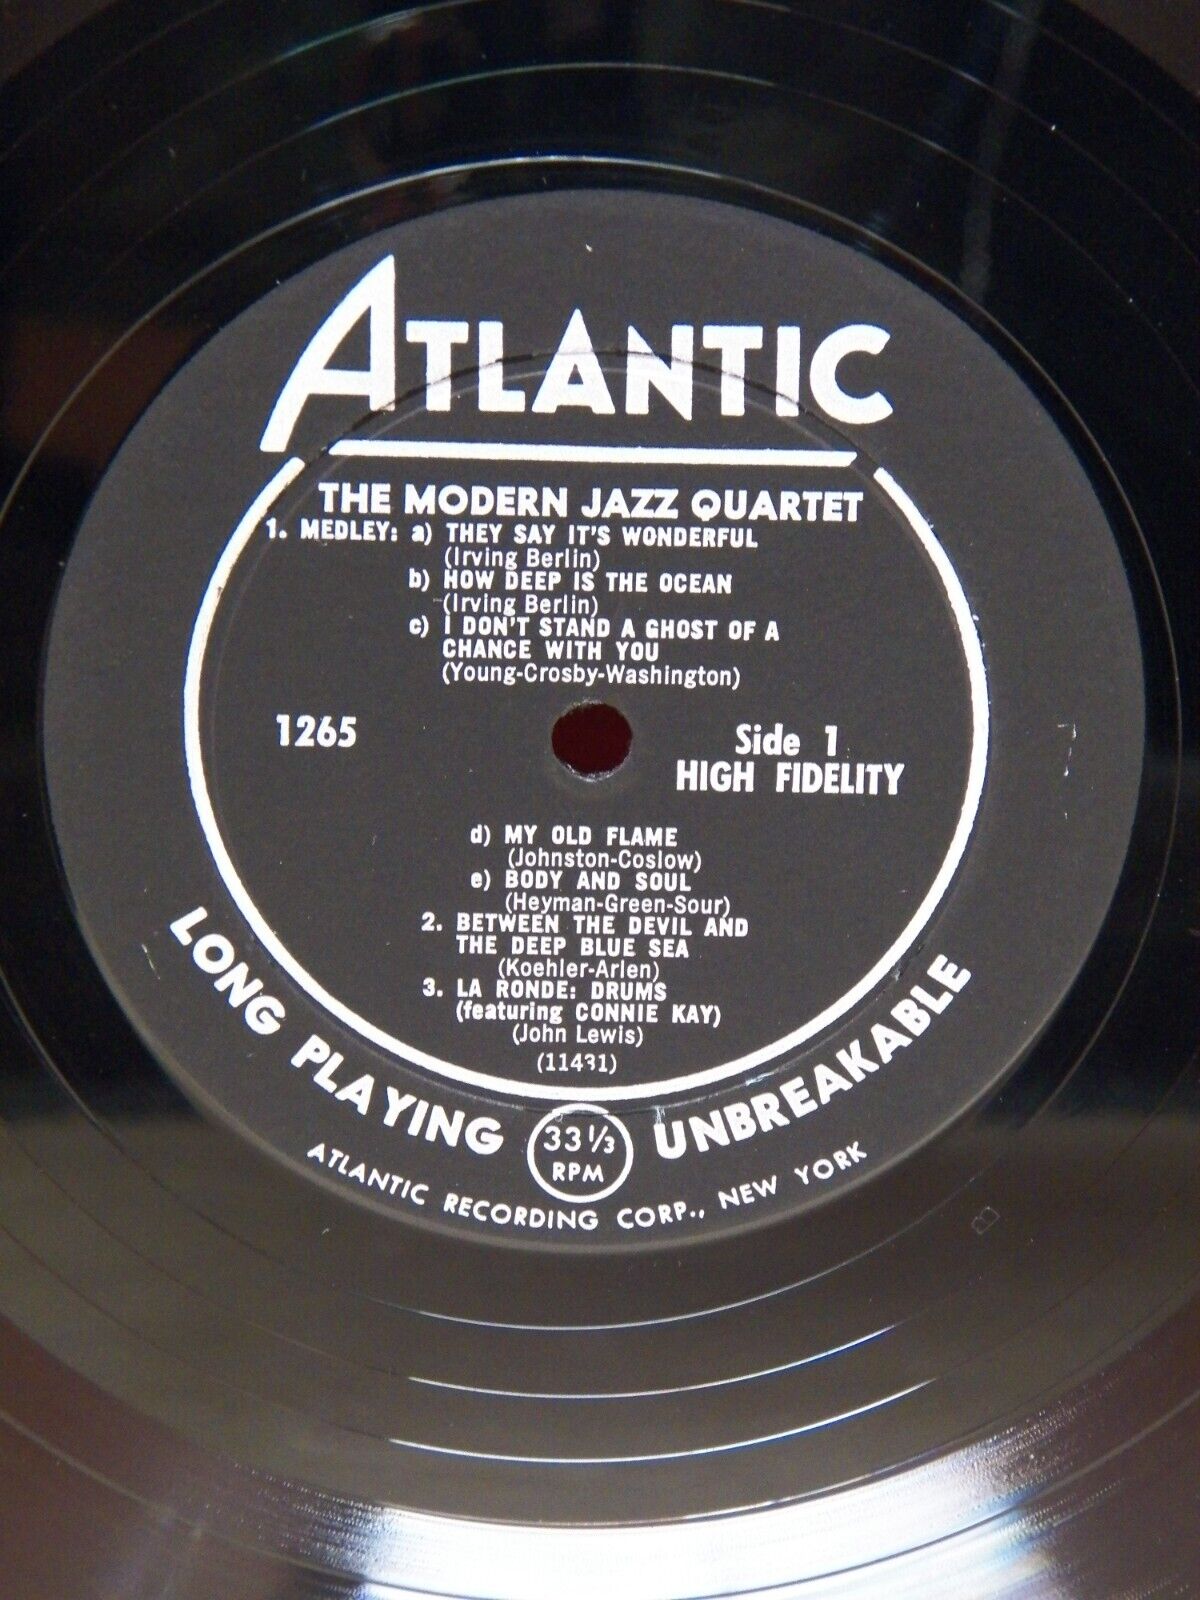 ATLANTIC
THE MODERN JAZZ QUARTET
1. MEDLEY: a) THEY SAY IT'S WONDERFUL
(Irving Berlin)
b) HOW DEEP IS THE OCEAN
(Irving Berlin)
c) I DON'T STAND A GHOST OF A
CHANCE WITH YOU
(Young-Crosby-Washington)
1265
Side 1
HIGH FIDELITY
d) MY OLD FLAME
(Johnston-Coslow)
e) BODY AND SOUL
(Heyman-Green-Sour)
2. BETWEEN THE DEVIL AND
THE DEEP BLUE SEA
(Koehler-Arlen)
3. LA RONDE: DRUMS
(featuring CONNIE KAY)
(John Lewis)
(11431)
LONG PLAYING
33 1/3
RPM
UNBREAKABLE
ATLANTIC RECORDING CORP., NEW YORK